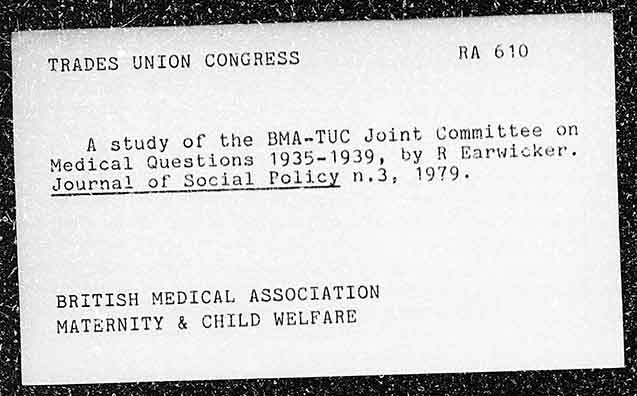 TRADES UNION CONGRESS RA 610
A study of the BMA-TUC Joint Committee on
Medical Questions 1935-1939, by R Earwicker.
Journal of Social Policy n.3, 1979.
BRITISH MEDICAL ASSOCIATION
MATERNITY & CHILD WELFARE